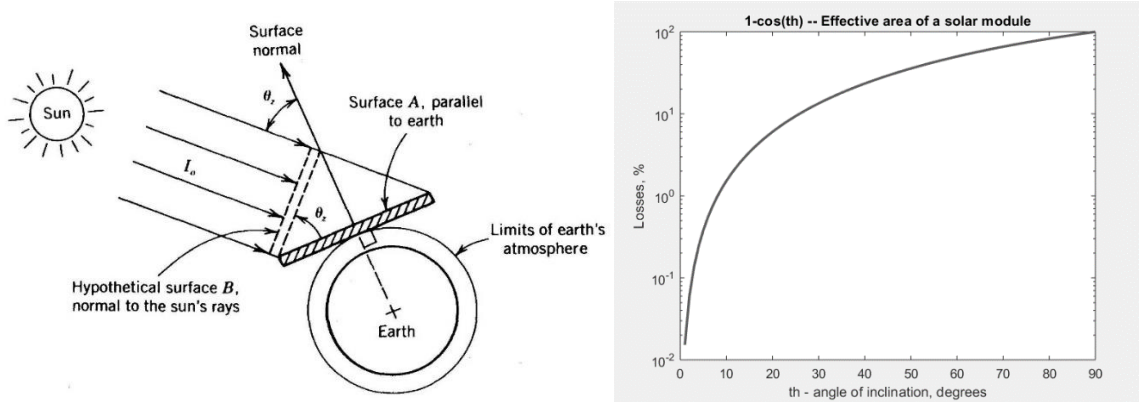 Surface
normal
θz
Sun
Surface A, parallel
to earth
Io
θz
Limits of earth's
atmosphere
Hypothetical surface B,
normal to the sun's rays
Earth
1-cos(th) -- Effective area of a solar module
Losses, %
10^2
10^1
10^0
10^-1
10^-2
0 10 20 30 40 50 60 70 80 90
th - angle of inclination, degrees